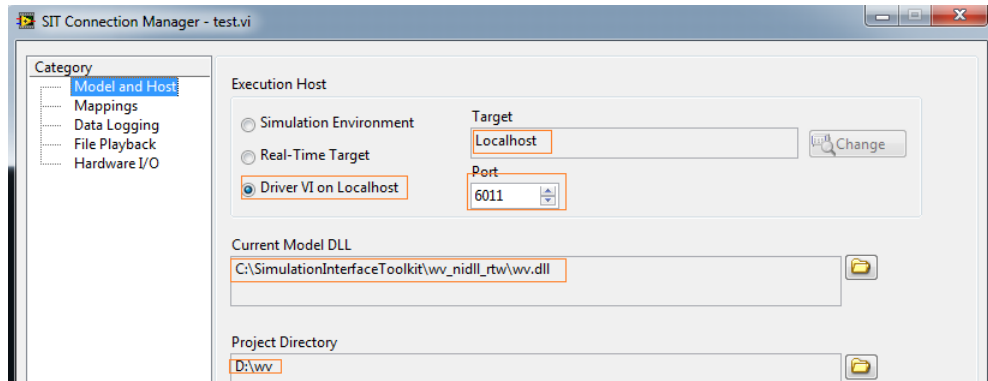 SIT Connection Manager - test.vi
Category
Model and Host
Mappings
Data Logging
File Playback
Hardware I/O
Execution Host
Simulation Environment
Real-Time Target
Driver VI on Localhost
Target
Localhost
Change
Port
6011
Current Model DLL
C:\SimulationInterfaceToolkit\wv_nidll_rtw\wv.dll
Project Directory
D:\wv